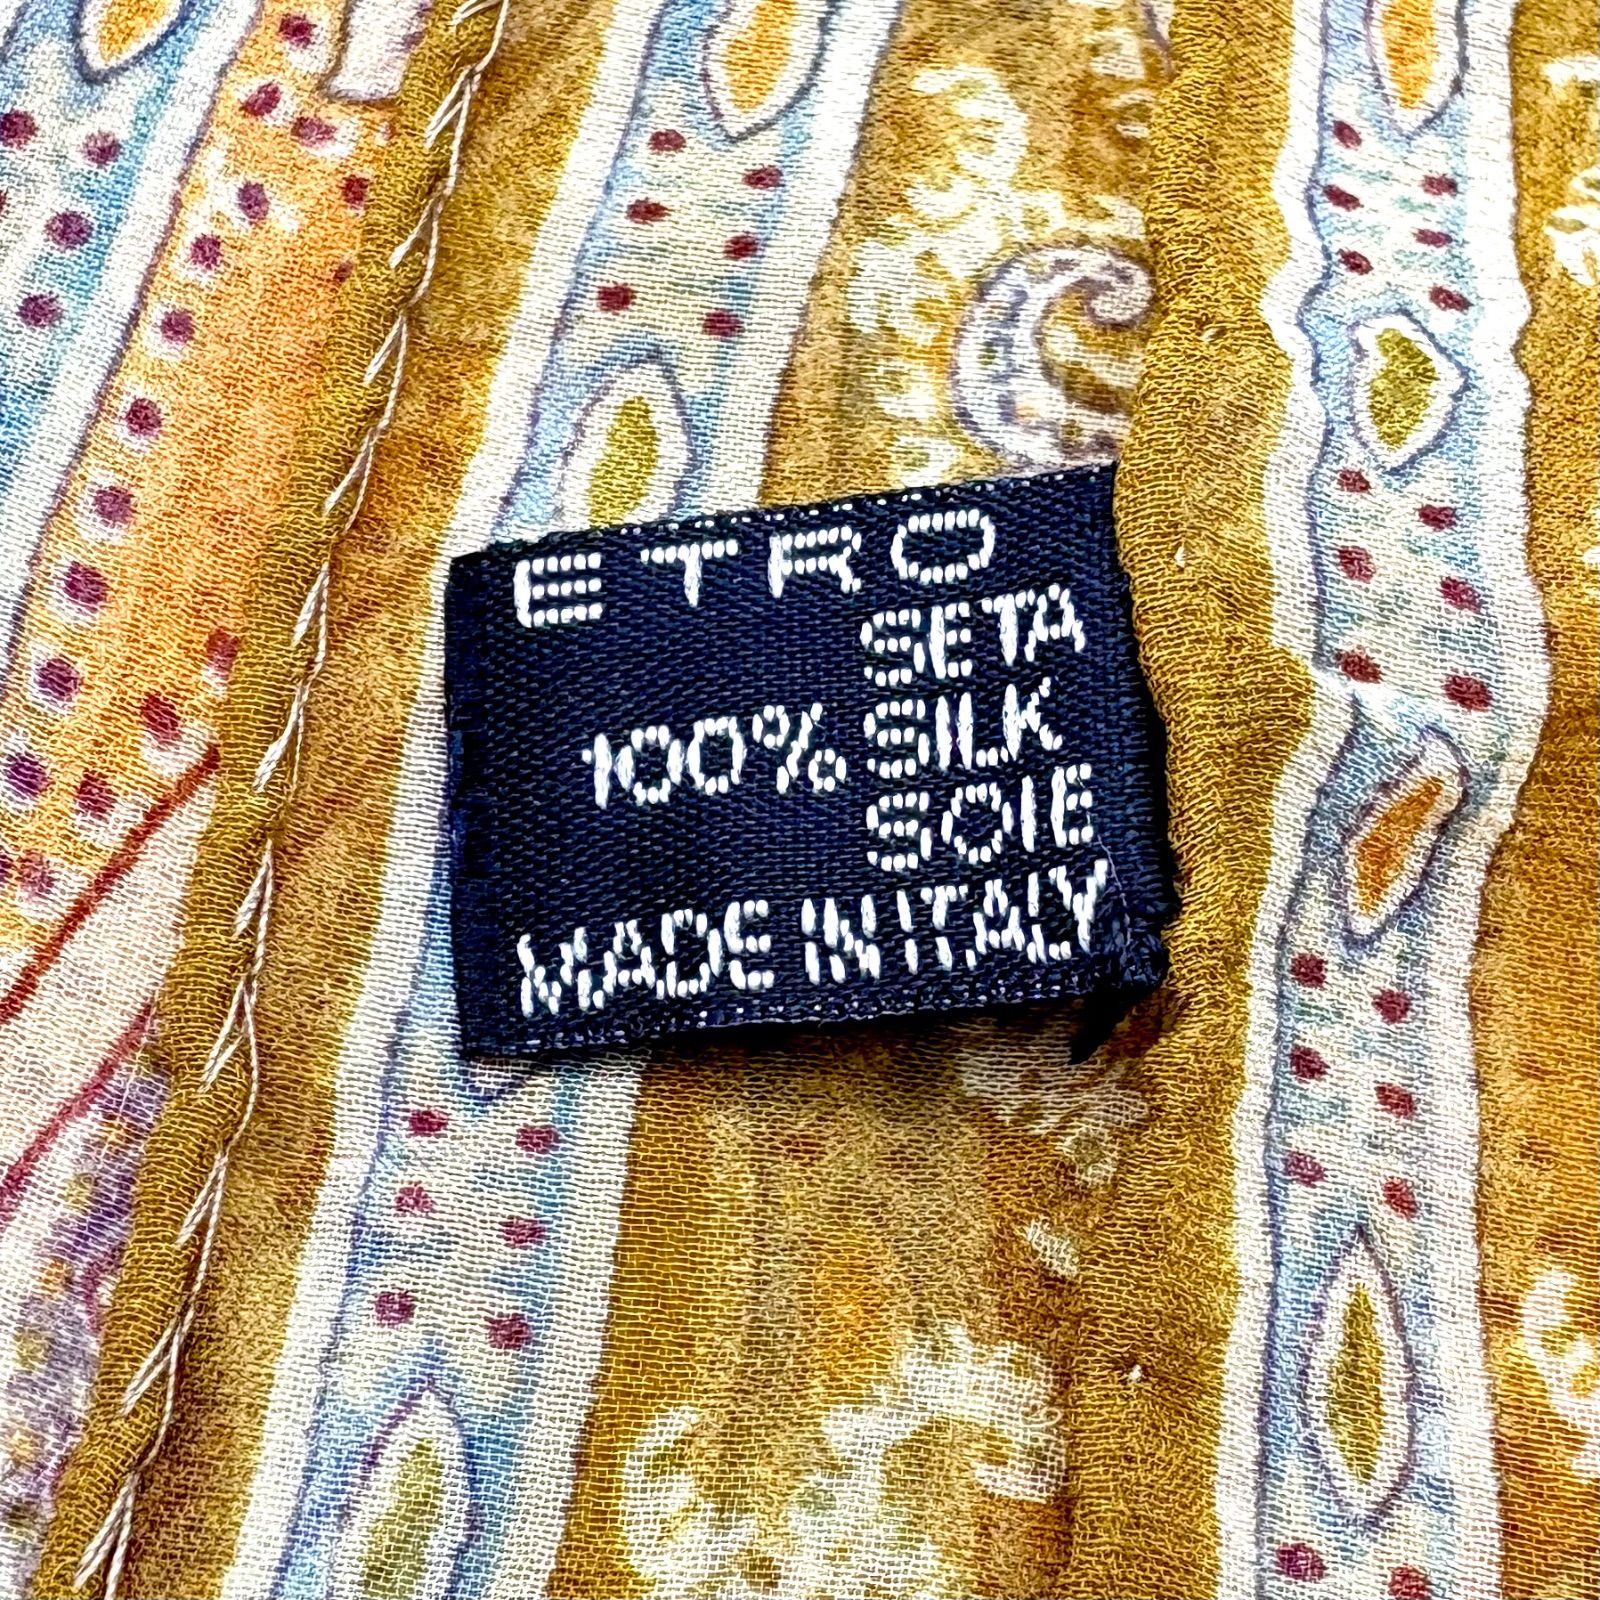 ETRO
SETA
100% SILK
SOIE
MADE IN ITALY